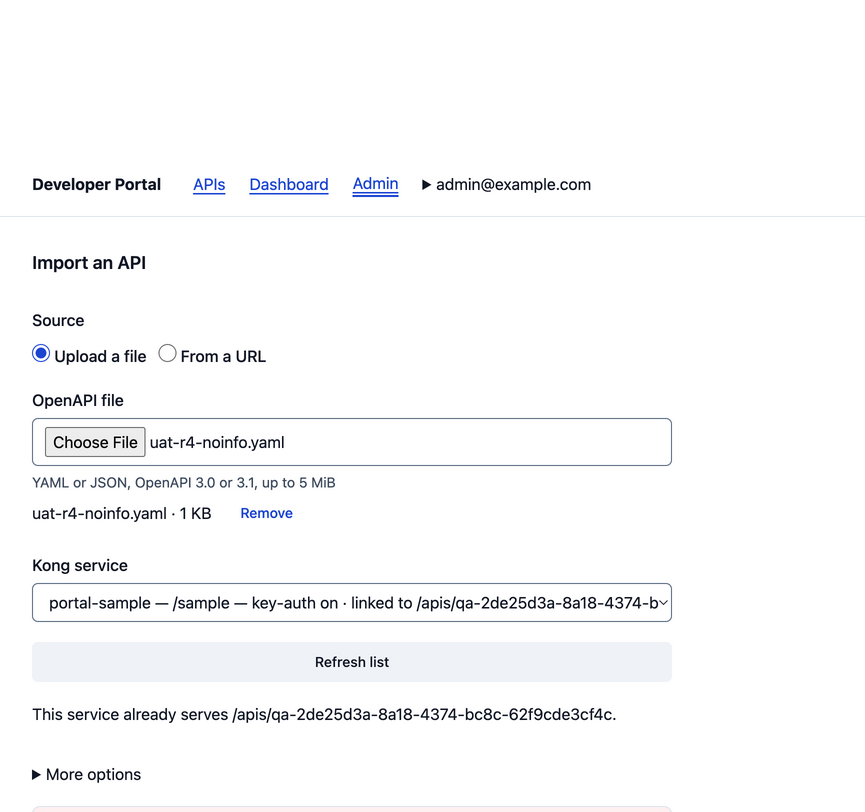 Developer Portal APIs Dashboard Admin ▶ admin@example.com
Import an API
Source
Upload a file From a URL
OpenAPI file
Choose File uat-r4-noinfo.yaml
YAML or JSON, OpenAPI 3.0 or 3.1, up to 5 MiB
uat-r4-noinfo.yaml · 1 KB Remove
Kong service
portal-sample — /sample — key-auth on · linked to /apis/qa-2de25d3a-8a18-4374-b
Refresh list
This service already serves /apis/qa-2de25d3a-8a18-4374-bc8c-62f9cde3cf4c.
▶ More options